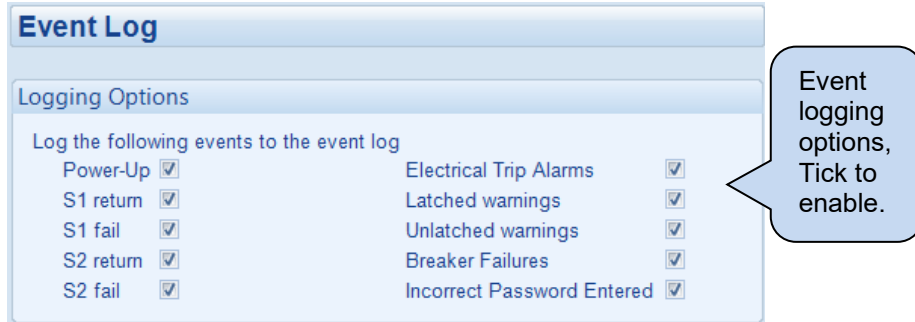 Event Log
Logging Options
Log the following events to the event log
Power-Up
Electrical Trip Alarms
S1 return
Latched warnings
S1 fail
Unlatched warnings
S2 return
Breaker Failures
S2 fail
Incorrect Password Entered
Event
logging
options,
Tick to
enable.